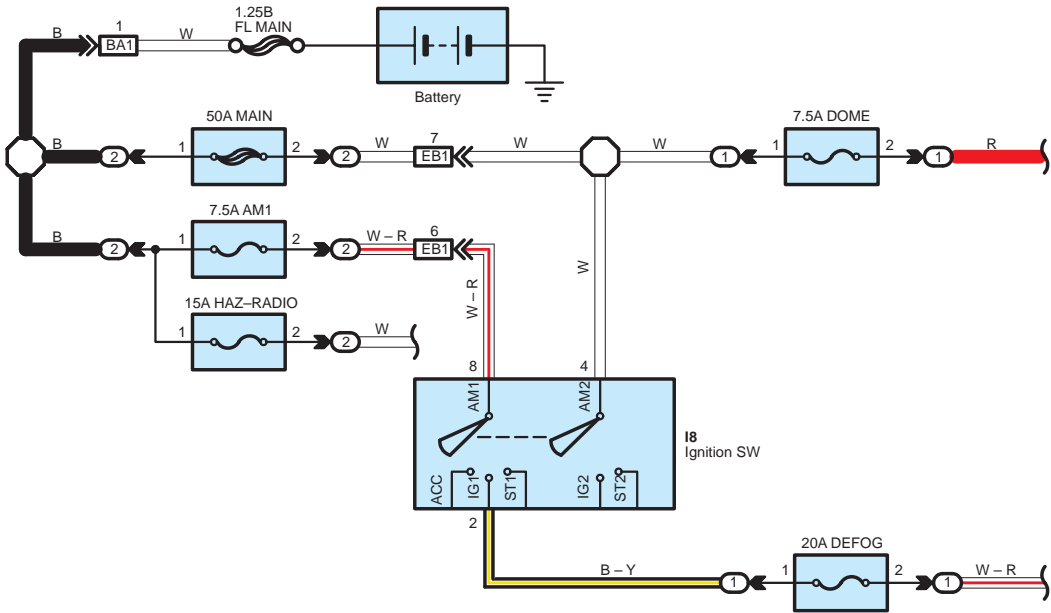 1.25B
FL MAIN
B
1
BA1
W
Battery
50A MAIN
B
2
1
2
2
W
7
EB1
W
W
1
7.5A DOME
1
2
1
R
7.5A AM1
B
2
1
2
2
W – R
6
EB1
W – R
W
15A HAZ–RADIO
1
2
2
W
8
4
AM1
AM2
I8
Ignition SW
ACC
IG1
ST1
IG2
ST2
2
B – Y
1
20A DEFOG
1
2
1
W – R